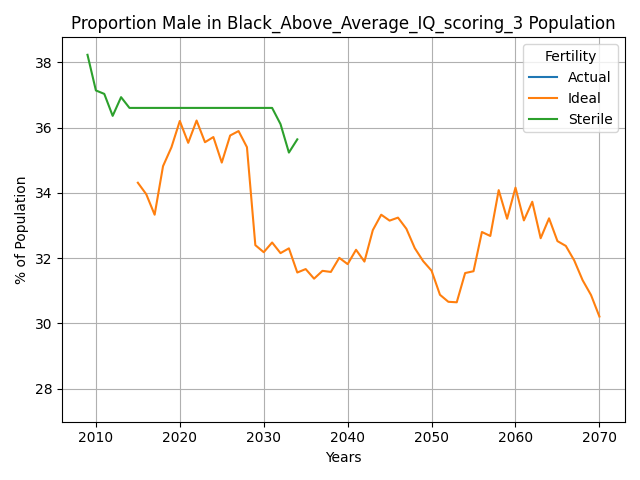 Proportion Male in Black_Above_Average_IQ_scoring_3 Population
Fertility
Actual
Ideal
Sterile
% of Population
38
36
34
32
30
28
2010 2020 2030 2040 2050 2060 2070
Years